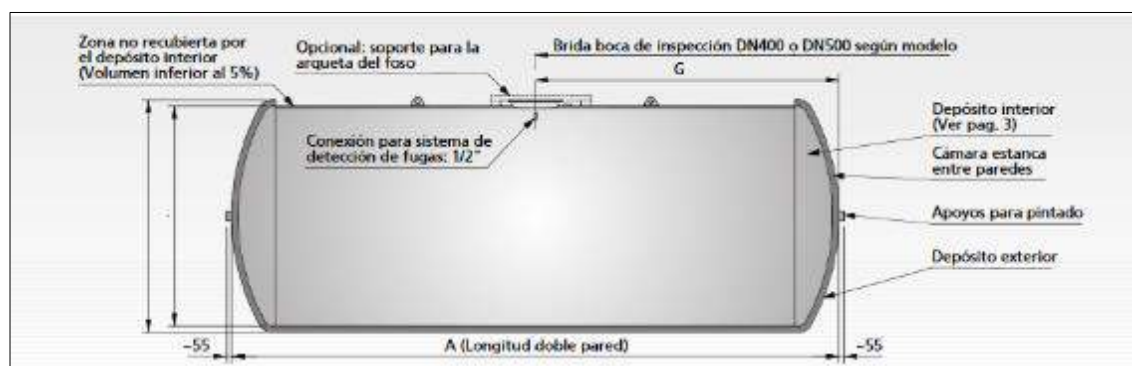 Zona no recubierta por
el depósito interior
(Volumen inferior al 5%)
Opcional: soporte para la
arqueta del foso
Brida boca de inspección DN400 o DN500 según modelo
G
Conexión para sistema de
detección de fugas: 1/2"
Depósito interior
(Ver pag. 3)
Cámara estanca
entre paredes
Apoyos para pintado
Depósito exterior
~55
A (Longitud doble pared)
~55